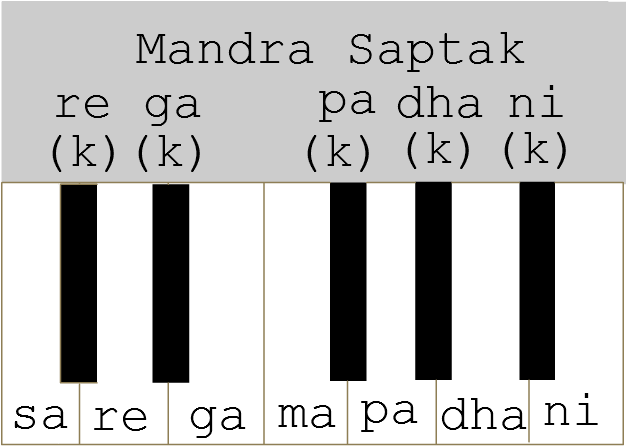 Mandra Saptak
re ga pa dha ni
(k) (k) (k) (k) (k)
sa re ga ma pa dha ni